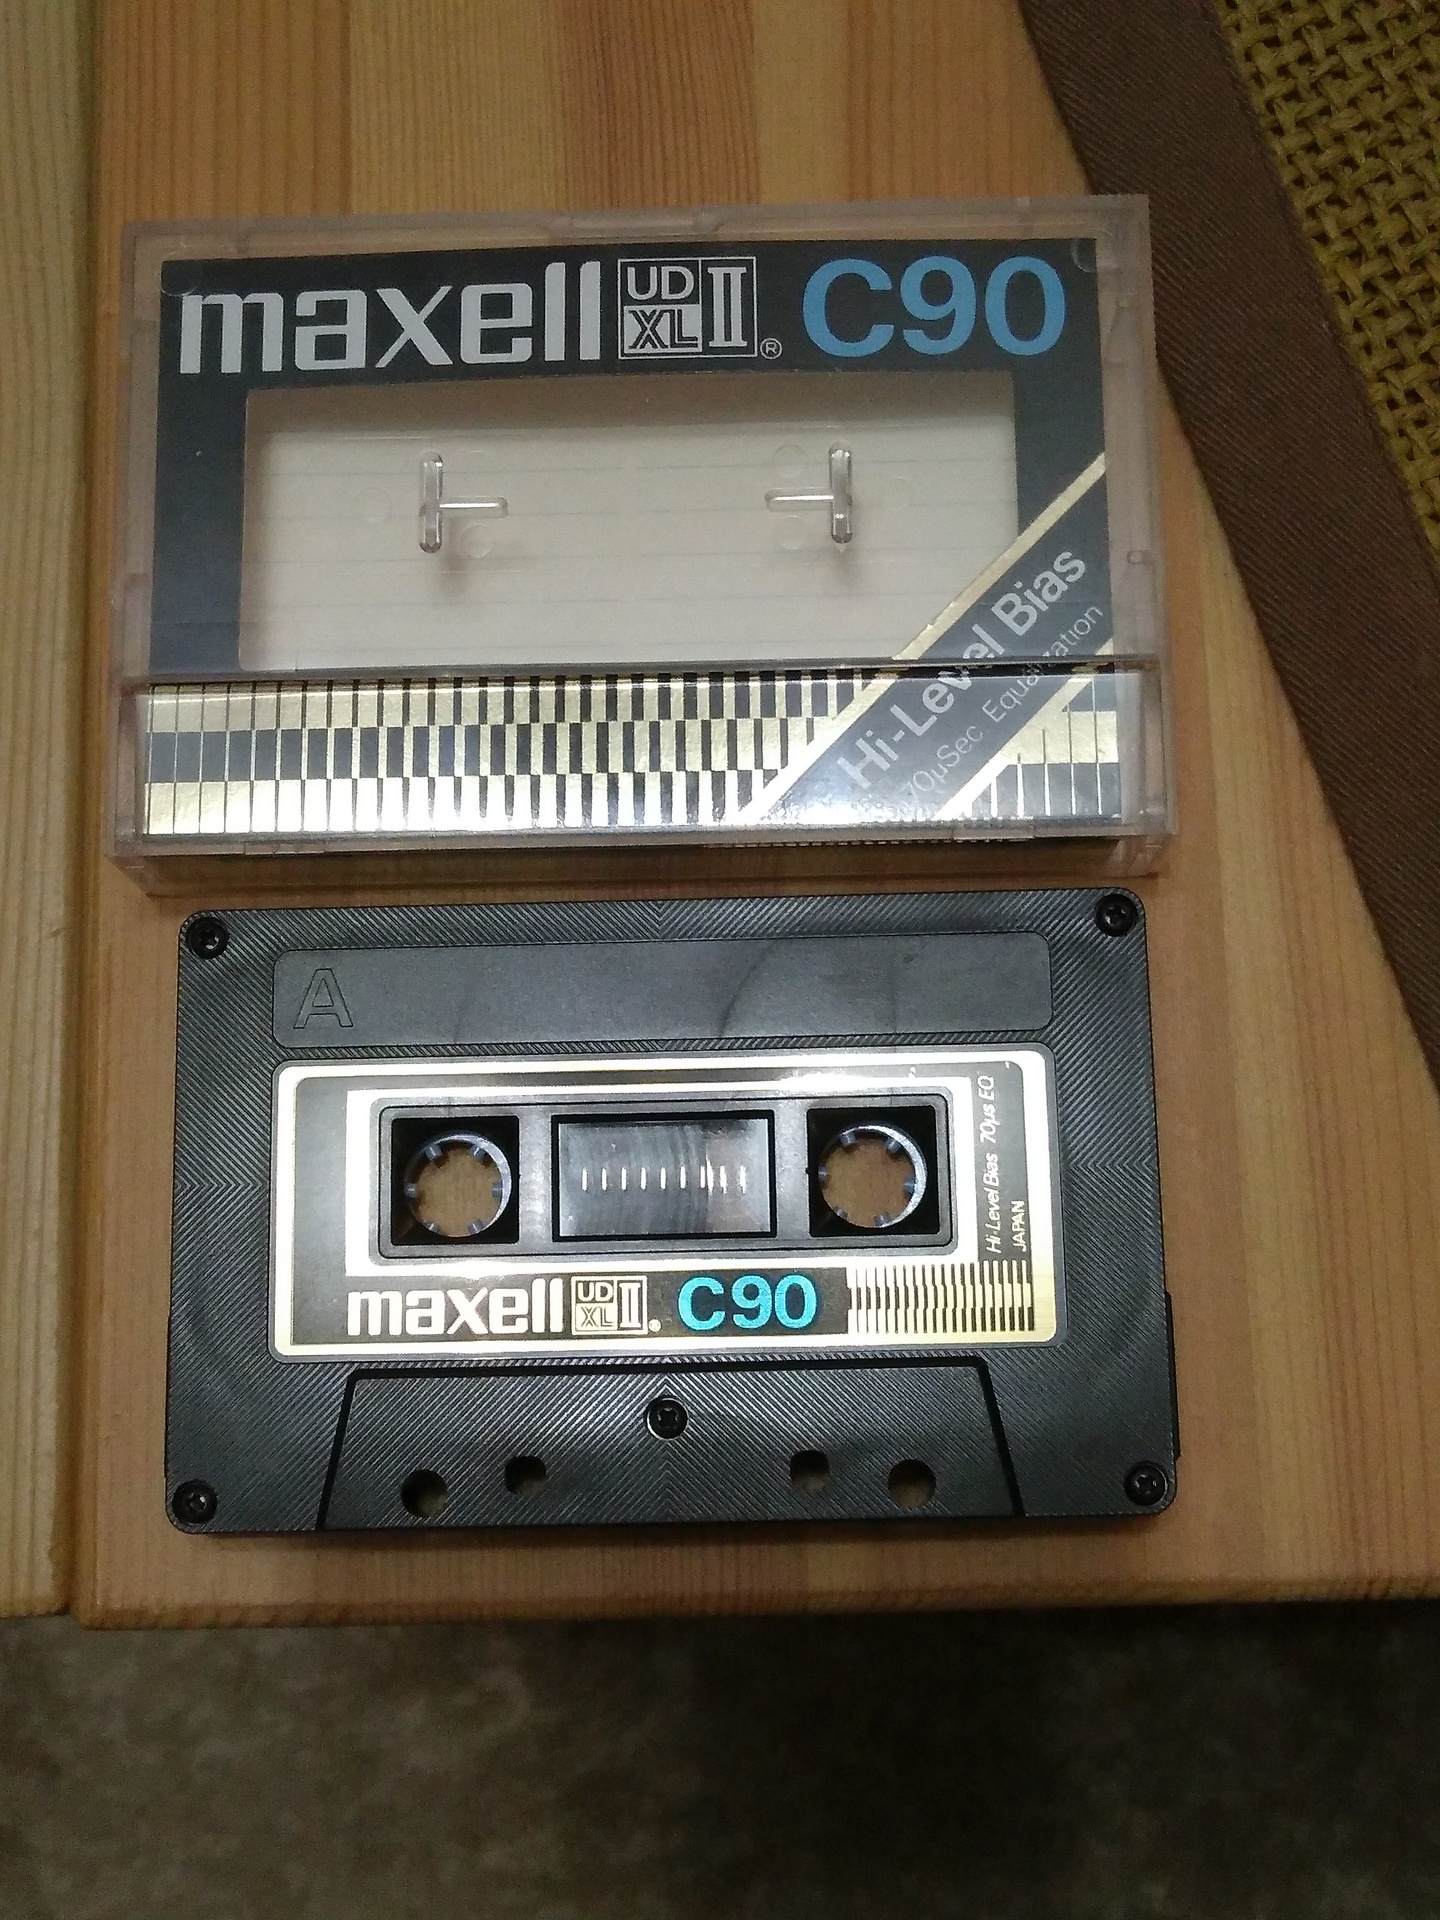 maxell UD XL II ® C90
Hi-Level Bias
70μSec Equalization
A
Hi-Level Bias 70μs EQ
JAPAN
maxell UD XL II ® C90